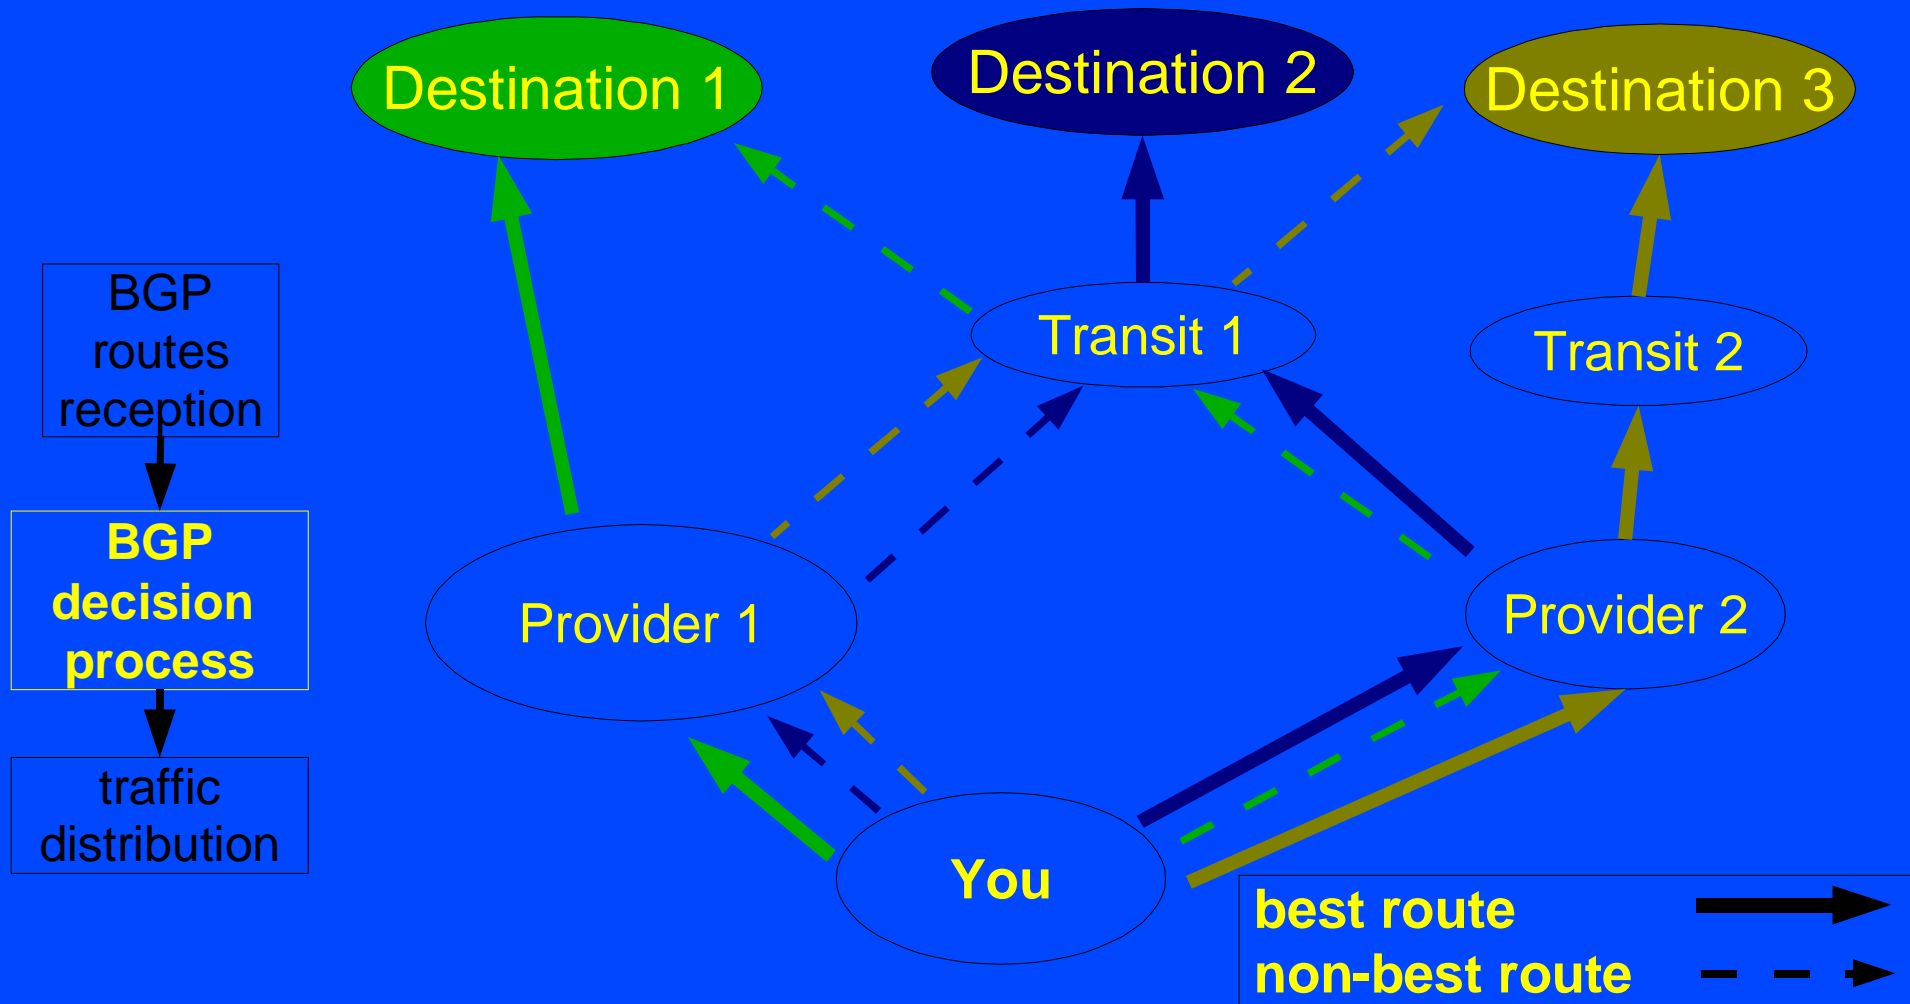 Destination 1
Destination 2
Destination 3
BGP
routes
reception
Transit 1
Transit 2
BGP
decision
process
Provider 1
Provider 2
traffic
distribution
You
best route
non-best route